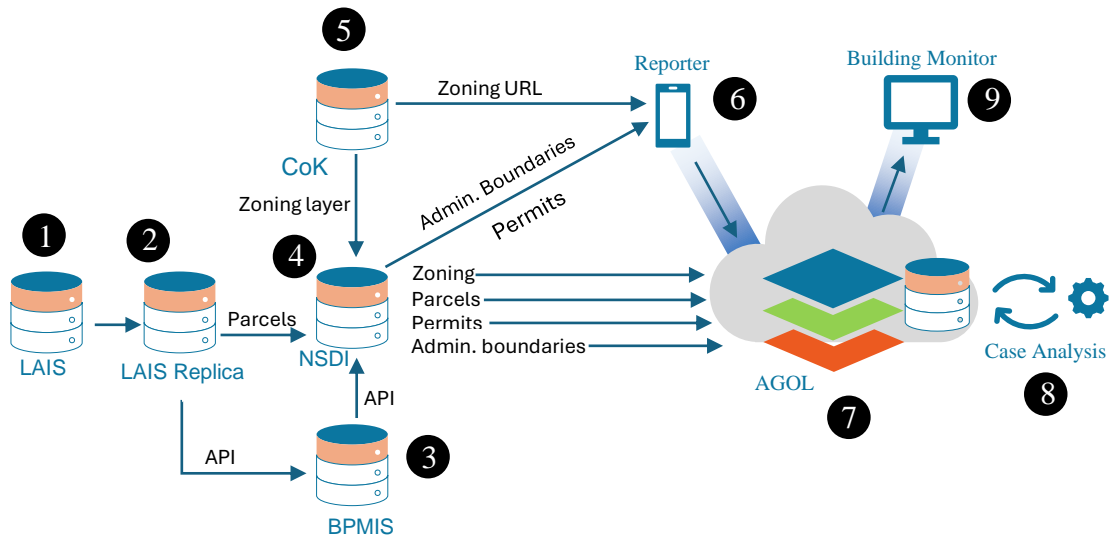 5
Reporter
6
Building Monitor
9
Zoning URL
CoK
Admin. Boundaries
Permits
Zoning layer
1
2
4
LAIS
LAIS Replica
Parcels
NSDI
Zoning
Parcels
Permits
Admin. boundaries
AGOL
7
Case Analysis
8
API
API
3
BPMIS